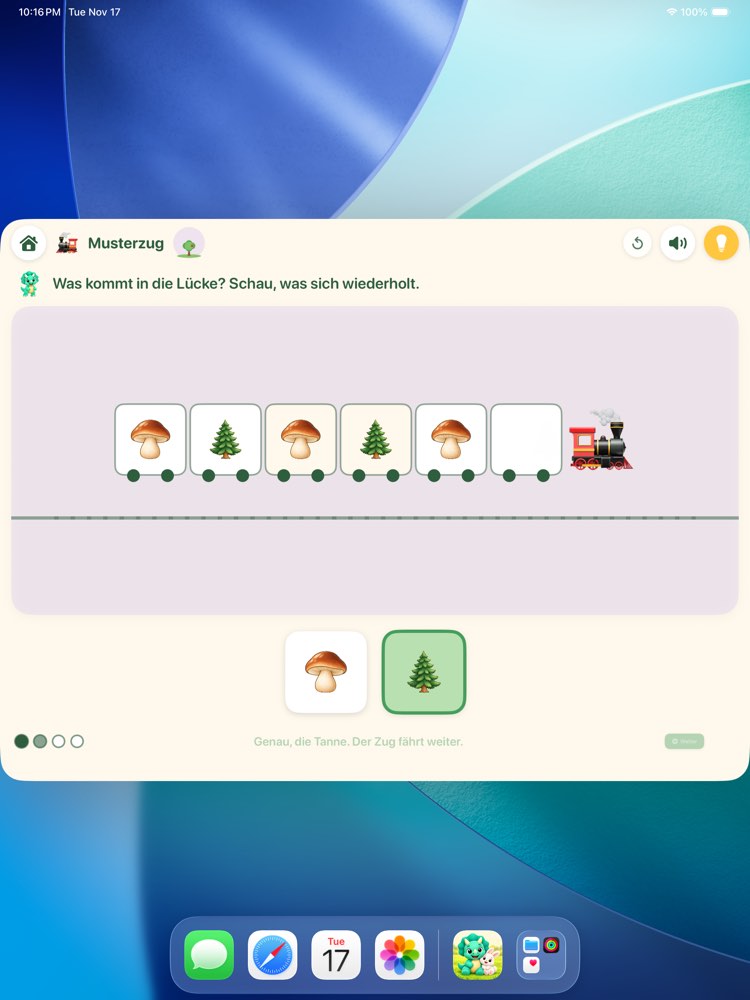 10:16 PM Tue Nov 17
100%
Musterzug
Was kommt in die Lücke? Schau, was sich wiederholt.
Genau, die Tanne. Der Zug fährt weiter.
Tue
17